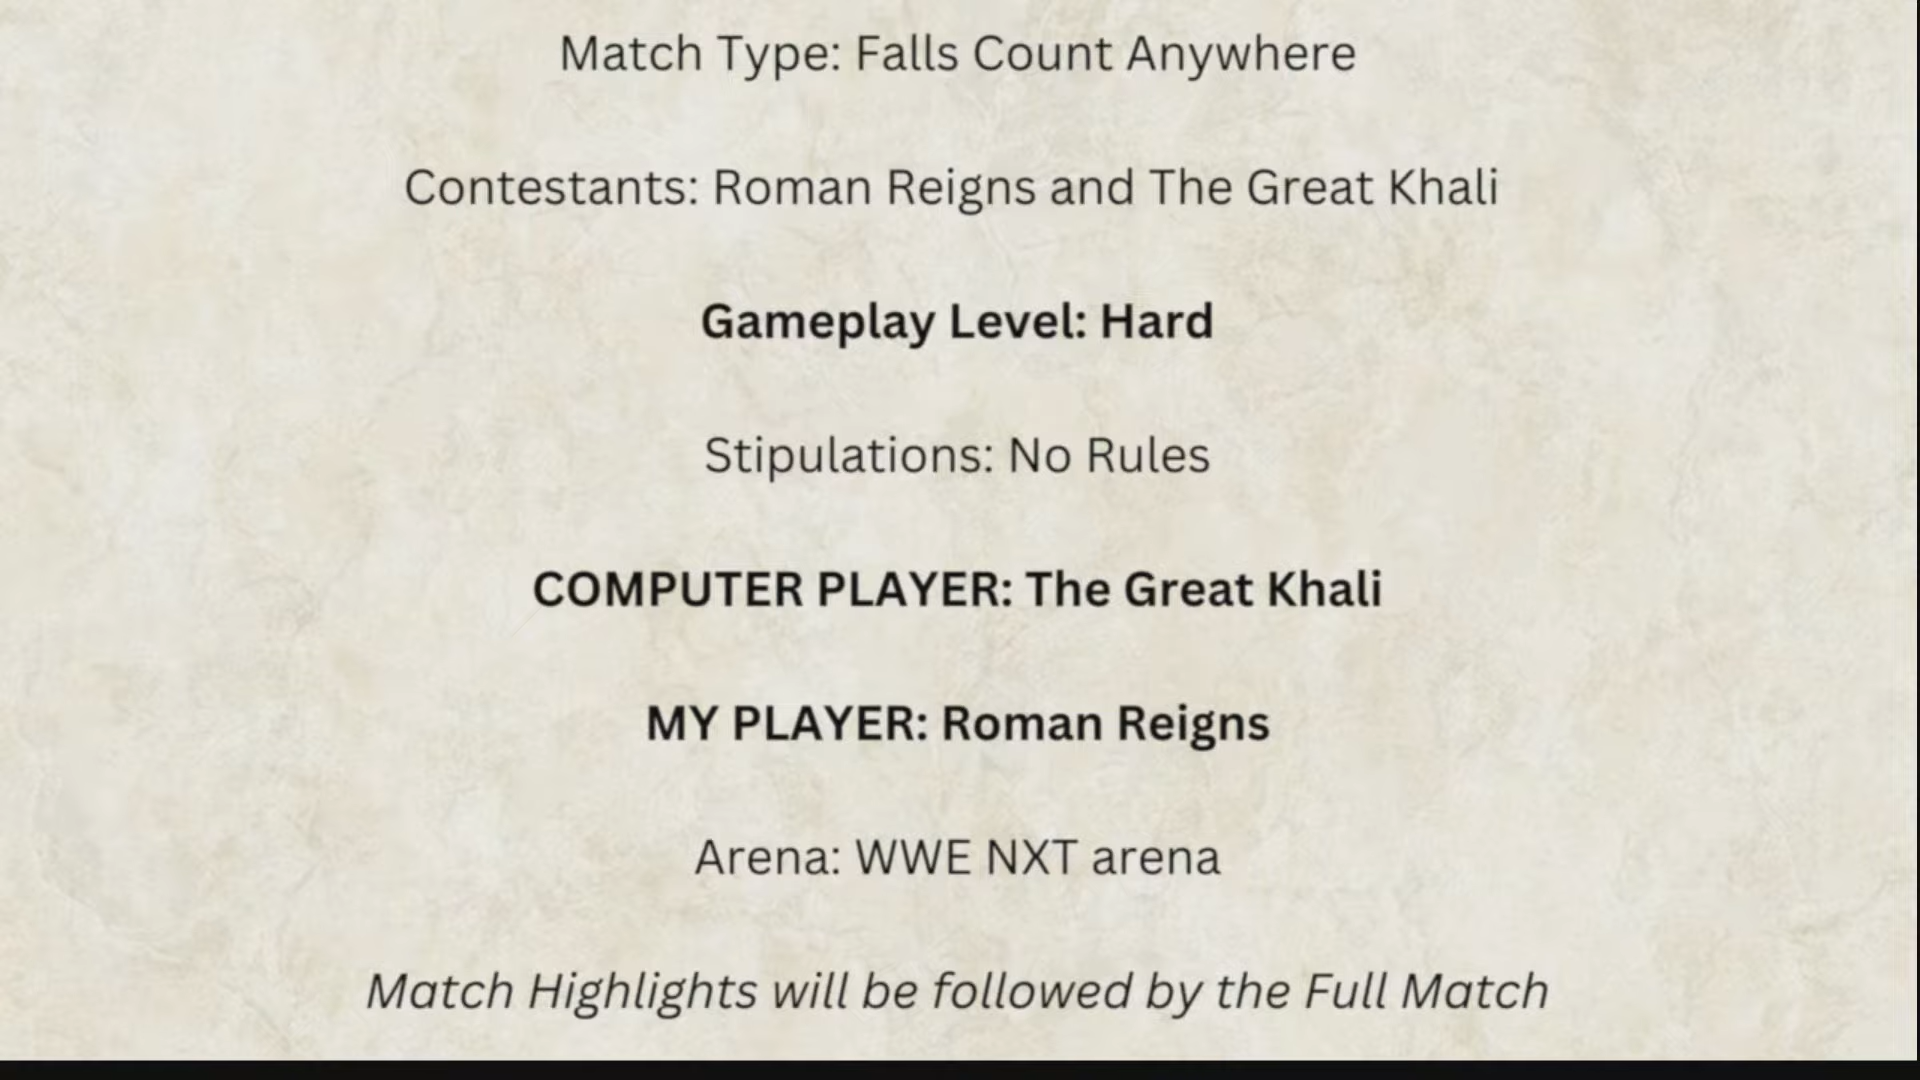 Match Type: Falls Count Anywhere
Contestants: Roman Reigns and The Great Khali
Gameplay Level: Hard
Stipulations: No Rules
COMPUTER PLAYER: The Great Khali
MY PLAYER: Roman Reigns
Arena: WWE NXT arena
Match Highlights will be followed by the Full Match